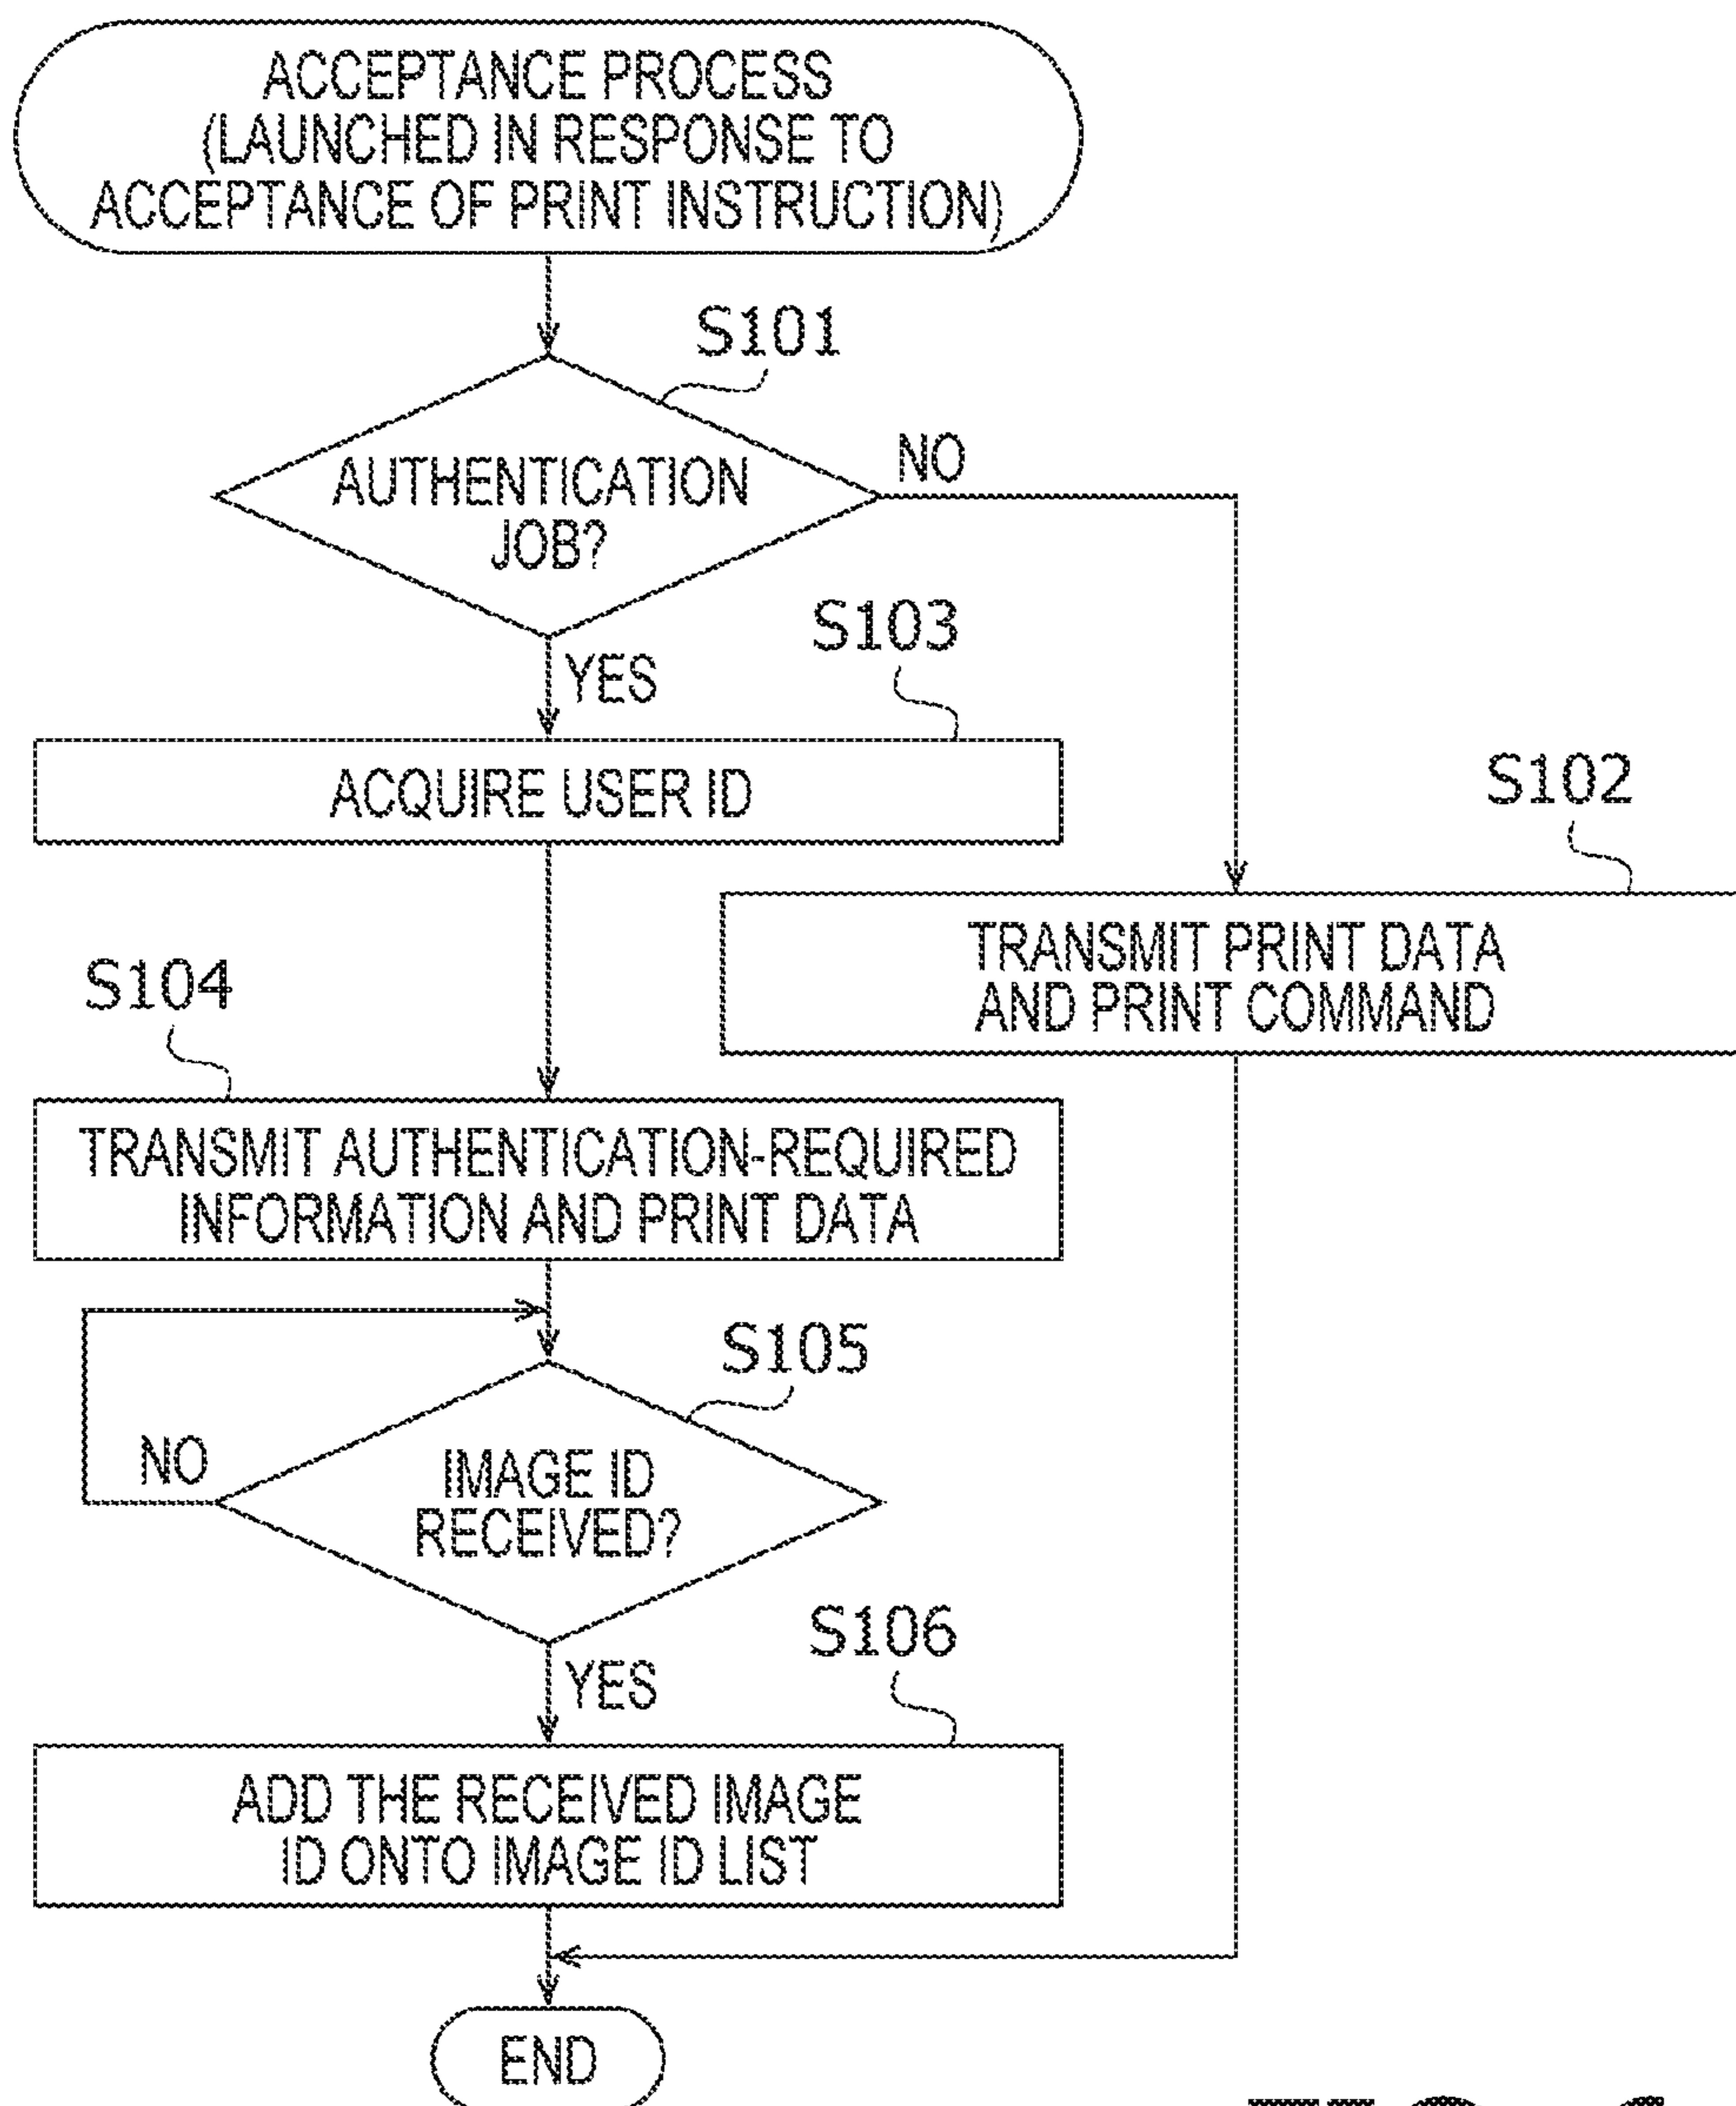 ACCEPTANCE PROCESS
(LAUNCHED IN RESPONSE TO
ACCEPTANCE OF PRINT INSTRUCTION)
S101
AUTHENTICATION
JOB?
NO
YES
S103
ACQUIRE USER ID
S102
TRANSMIT PRINT DATA
AND PRINT COMMAND
S104
TRANSMIT AUTHENTICATION-REQUIRED
INFORMATION AND PRINT DATA
S105
IMAGE ID
RECEIVED?
NO
YES
S106
ADD THE RECEIVED IMAGE
ID ONTO IMAGE ID LIST
END